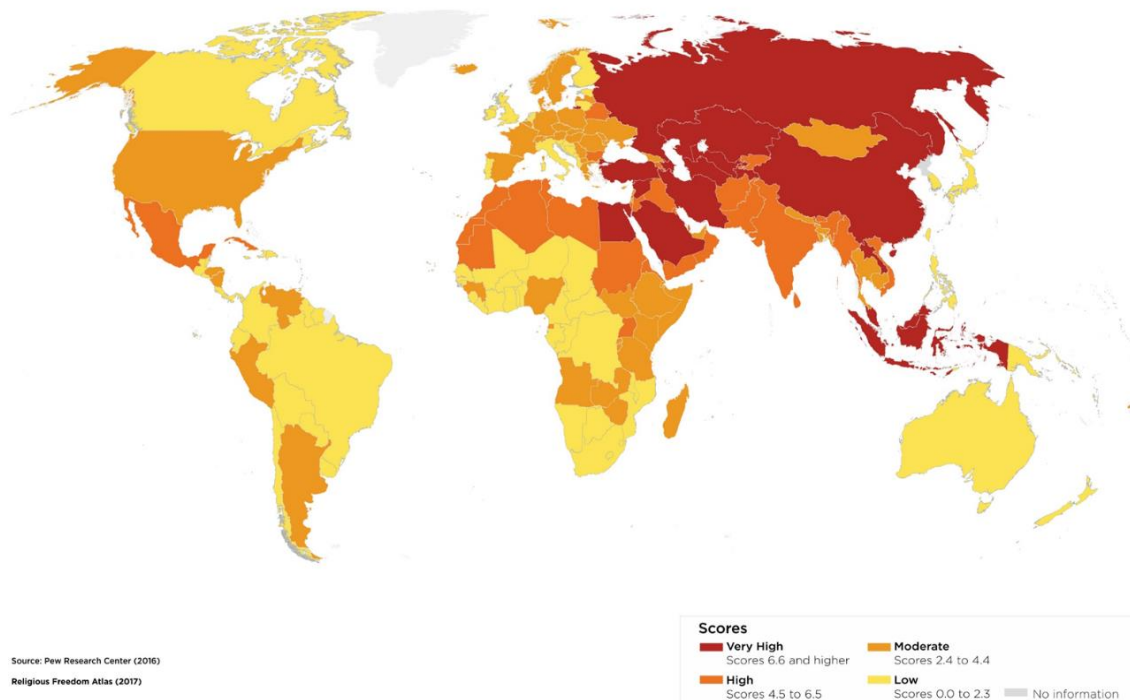 Source: Pew Research Center (2016)
Religious Freedom Atlas (2017)
Scores
Very High
Scores 6.6 and higher
High
Scores 4.5 to 6.5
Moderate
Scores 2.4 to 4.4
Low
Scores 0.0 to 2.3
No information